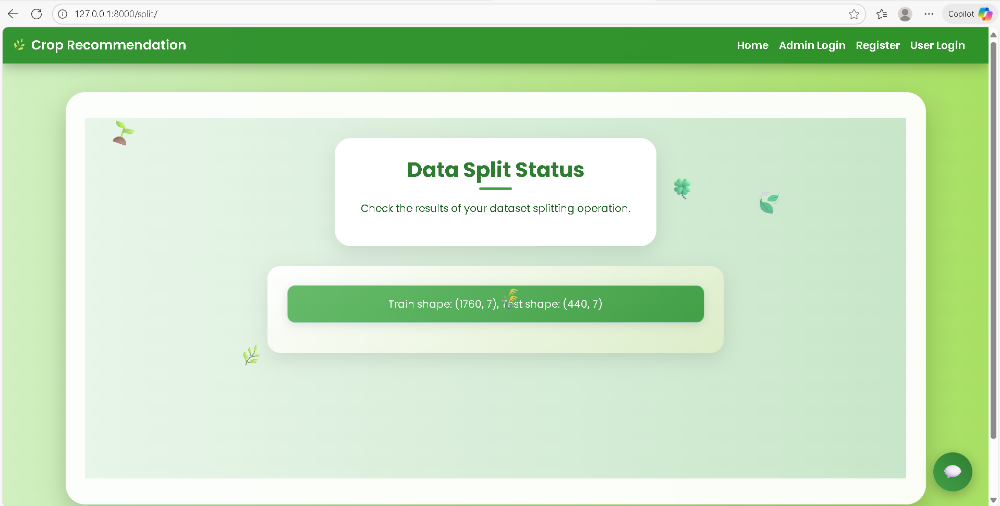 127.0.0.1:8000/split/
Copilot
Crop Recommendation
Home Admin Login Register User Login
Data Split Status
Check the results of your dataset splitting operation.
Train shape: (1760, 7), Test shape: (440, 7)